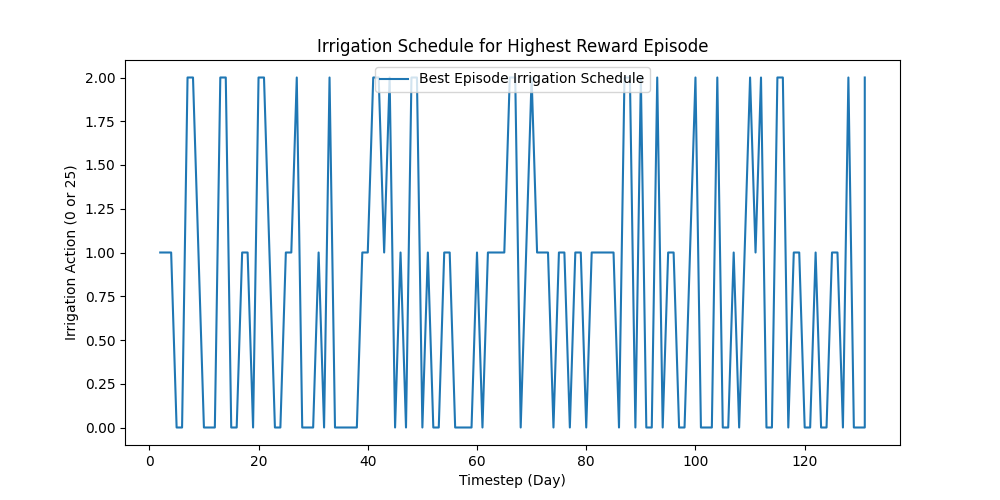 Irrigation Schedule for Highest Reward Episode
Best Episode Irrigation Schedule
Irrigation Action (0 or 25)
2.00
1.75
1.50
1.25
1.00
0.75
0.50
0.25
0.00
0 20 40 60 80 100 120
Timestep (Day)